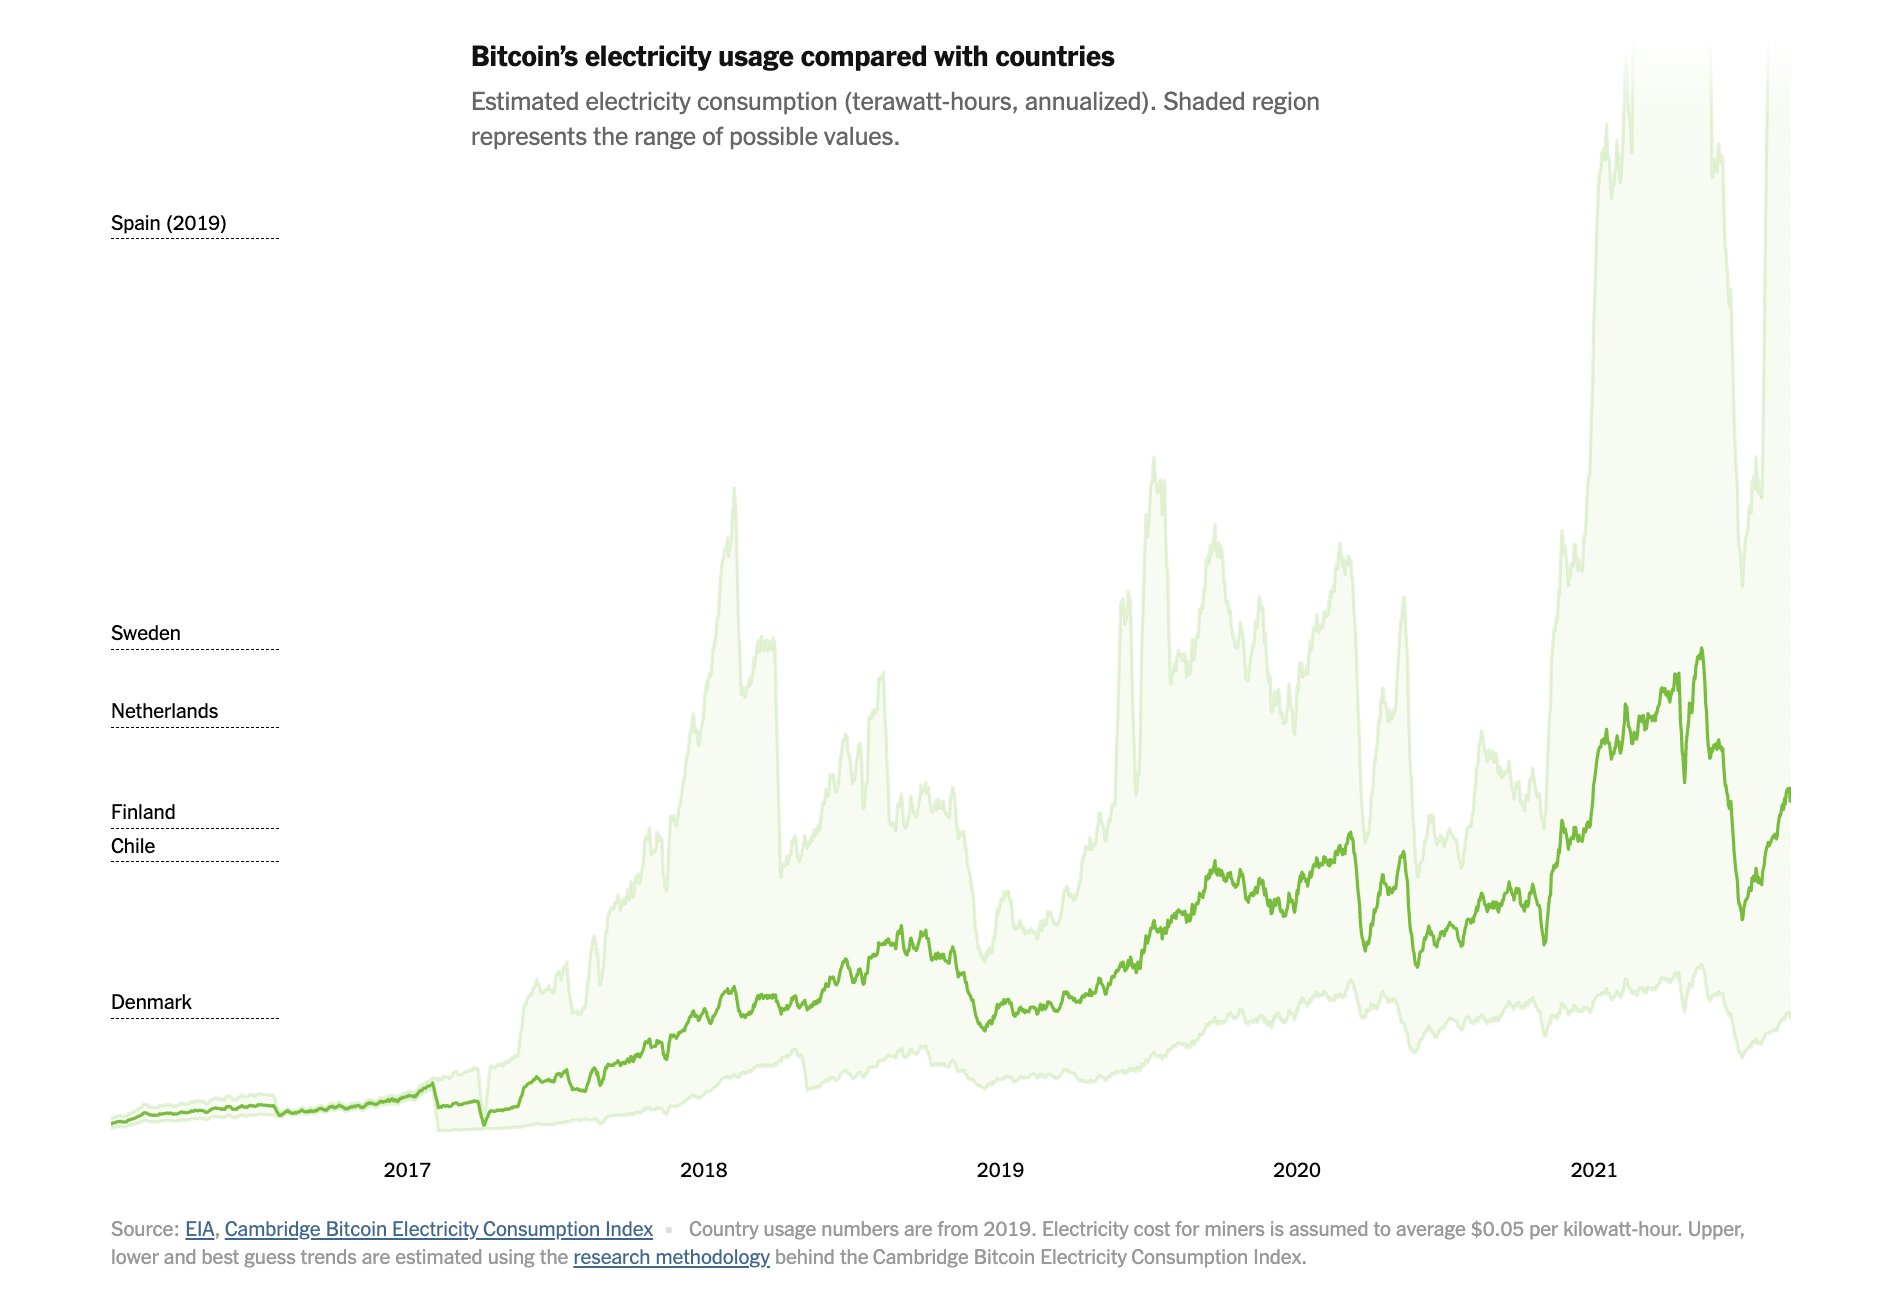 Bitcoin’s electricity usage compared with countries
Estimated electricity consumption (terawatt-hours, annualized). Shaded region
represents the range of possible values.
Spain (2019)
Sweden
Netherlands
Finland
Chile
Denmark
2017 2018 2019 2020 2021
Source: EIA, Cambridge Bitcoin Electricity Consumption Index ▪ Country usage numbers are from 2019. Electricity cost for miners is assumed to average $0.05 per kilowatt-hour. Upper,
lower and best guess trends are estimated using the research methodology behind the Cambridge Bitcoin Electricity Consumption Index.